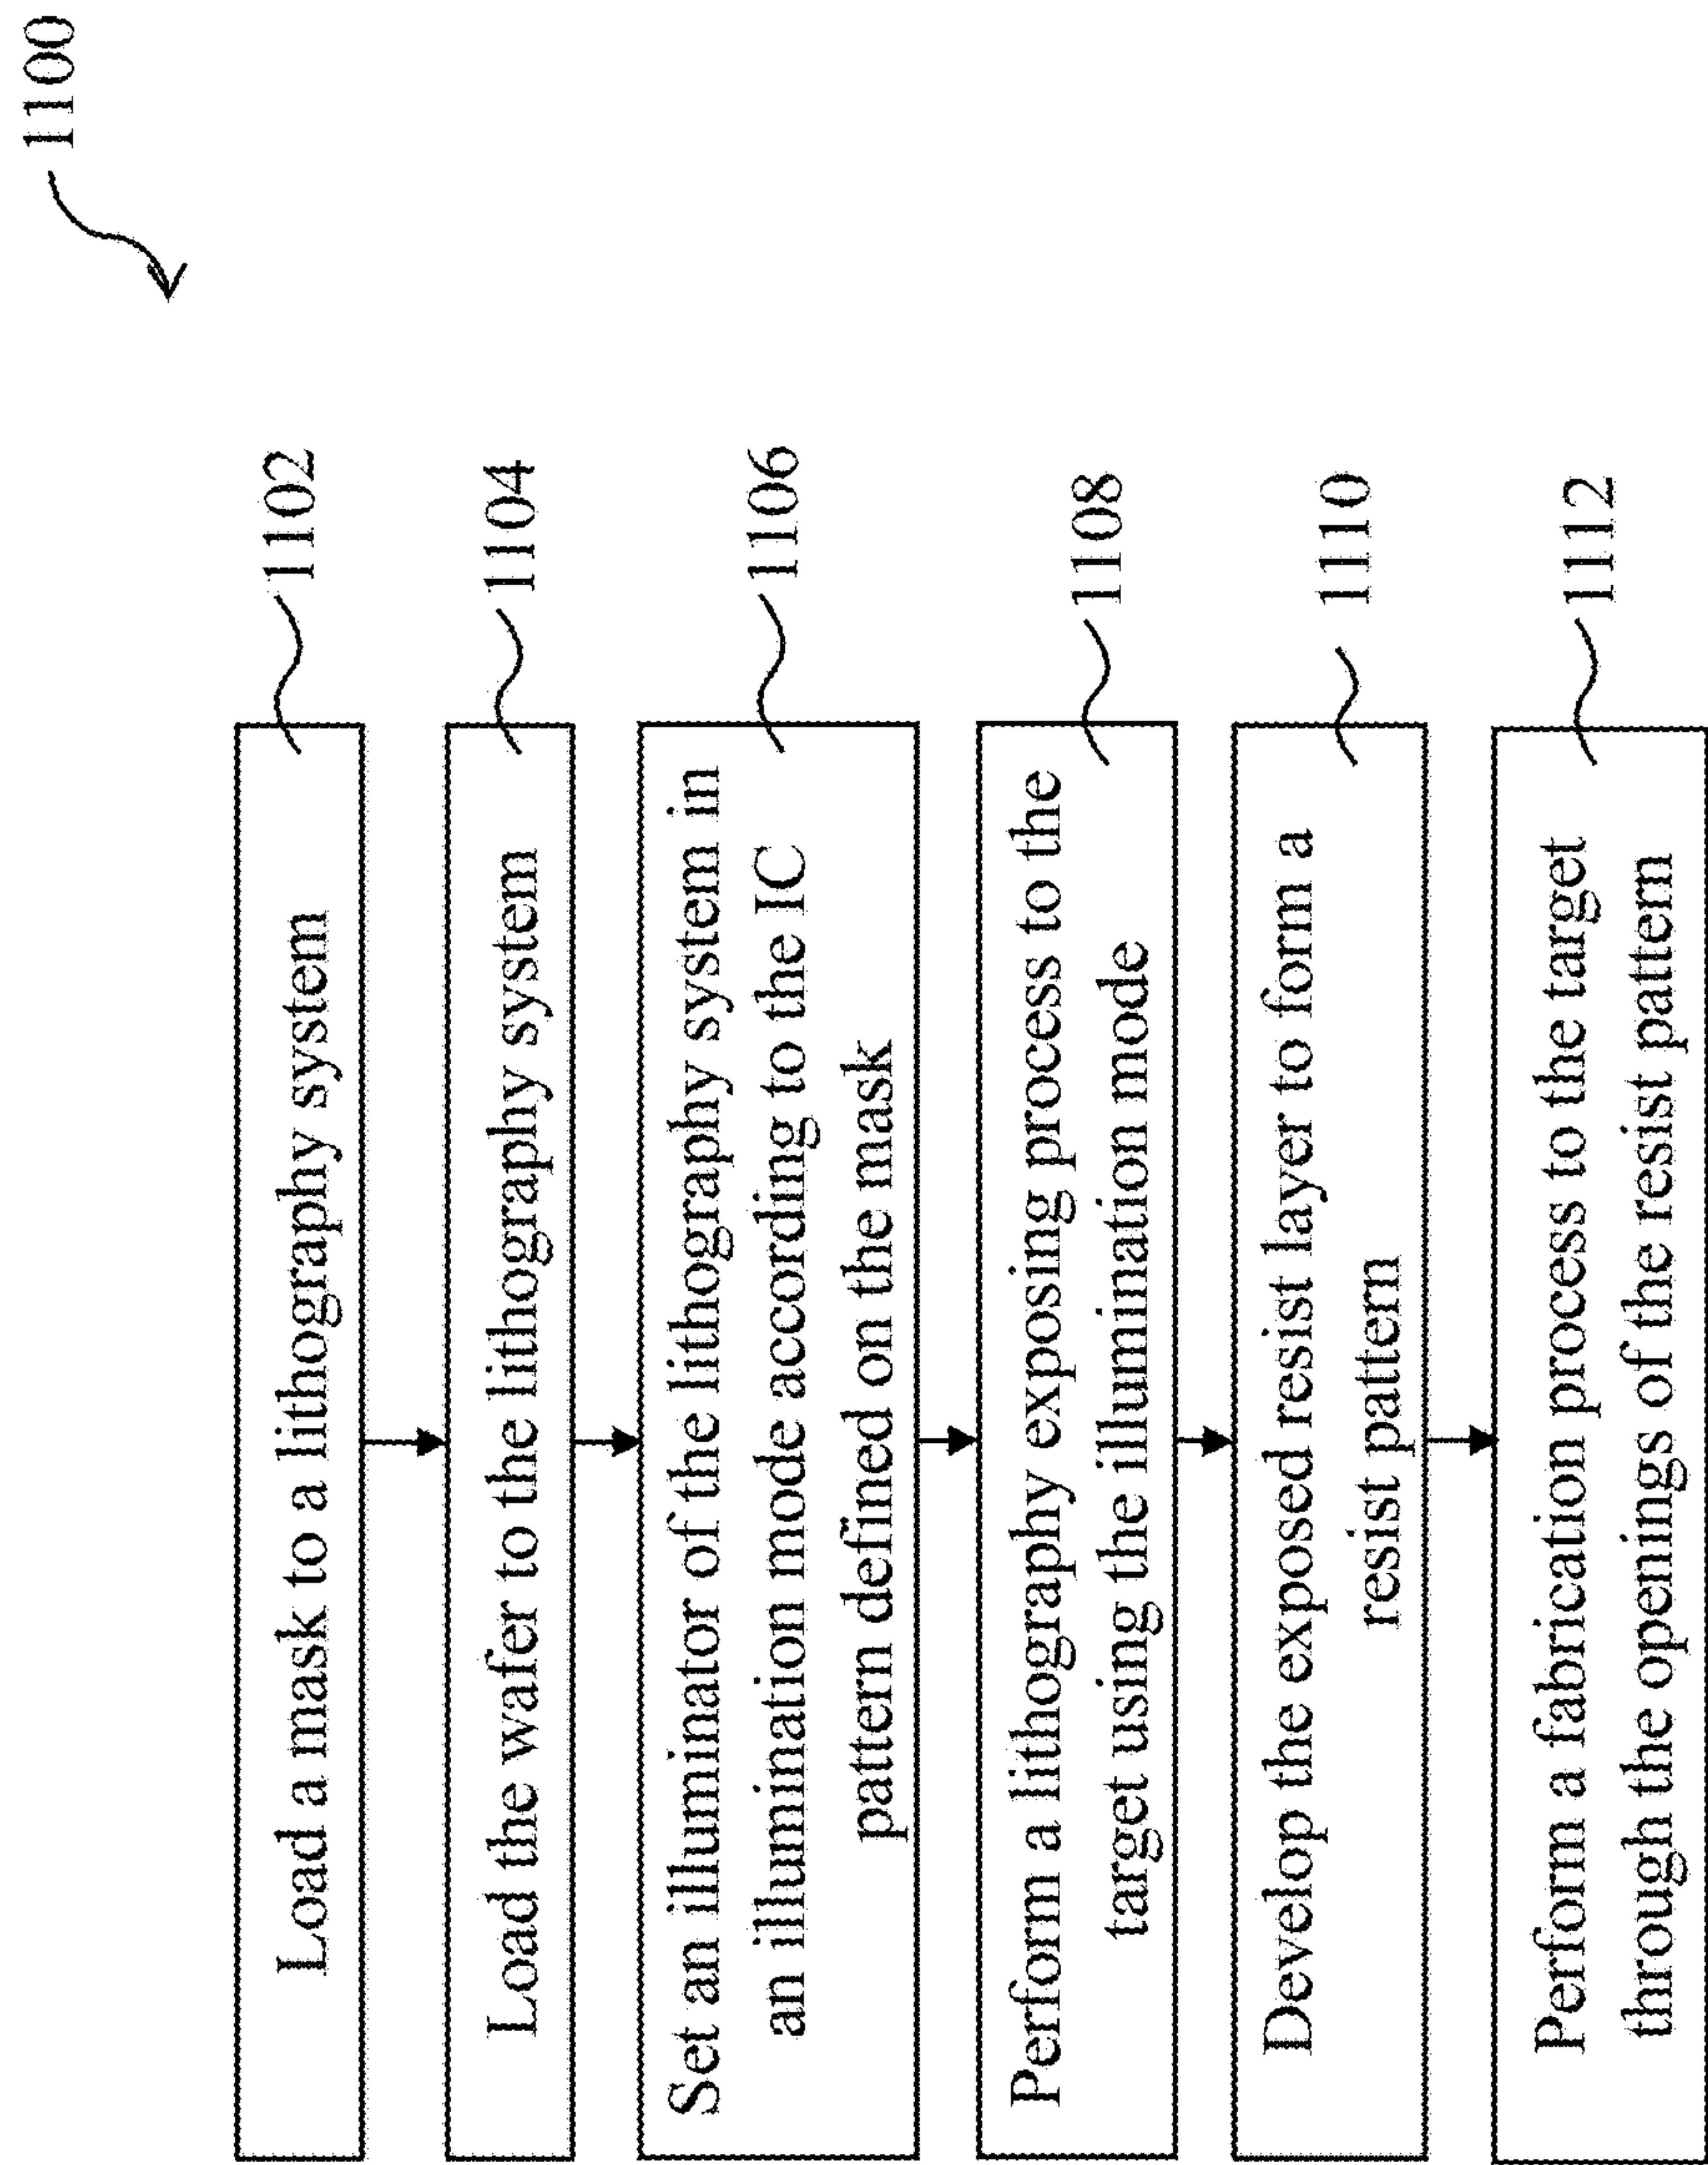 1100
Load a mask to a lithography system
1102
Load the wafer to the lithography system
1104
Set an illuminator of the lithography system in
an illumination mode according to the IC
pattern defined on the mask
1106
Perform a lithography exposing process to the
target using the illumination mode
1108
Develop the exposed resist layer to form a
resist pattern
1110
Perform a fabrication process to the target
through the openings of the resist pattern
1112